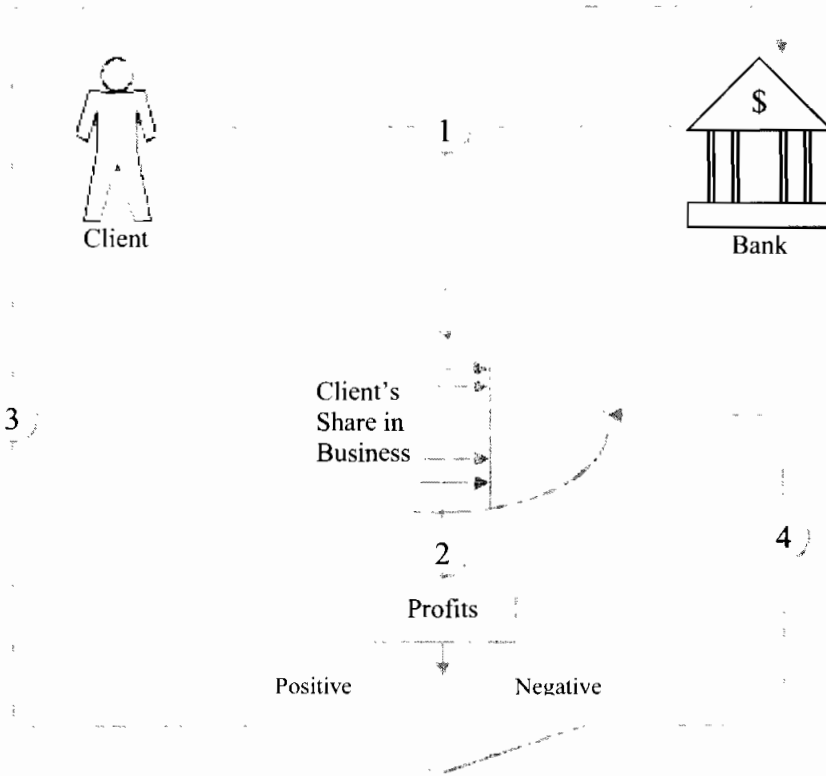 $
1
Client
Bank
Client's
Share in
Business
3
2
4
Profits
Positive
Negative